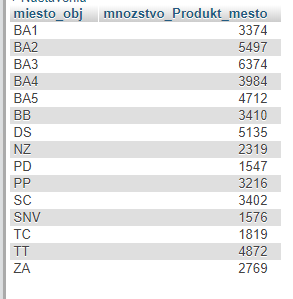 miesto_obj mnozstvo_Produkt_mesto
BA1 3374
BA2 5497
BA3 6374
BA4 3984
BA5 4712
BB 3410
DS 5135
NZ 2319
PD 1547
PP 3216
SC 3402
SNV 1576
TC 1819
TT 4872
ZA 2769